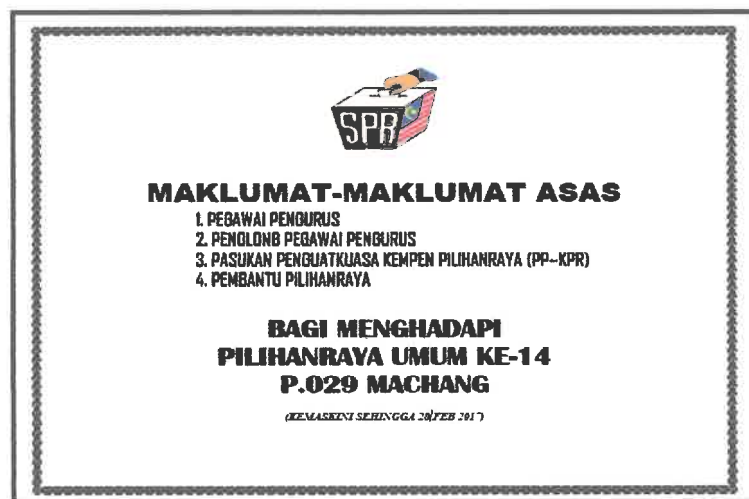 SPR
MAKLUMAT-MAKLUMAT ASAS
1. PEGAWAI PENGURUS
2. PENOLONG PEGAWAI PENGURUS
3. PASUKAN PENGUATKUASA KEMPEN PILIHANRAYA (PP-KPR)
4. PEMBANTU PILIHANRAYA
BAGI MENGHADAPI
PILIHANRAYA UMUM KE-14
P.029 MACHANG
(KEMASKINI SEHINGGA 28 FEB 2017)